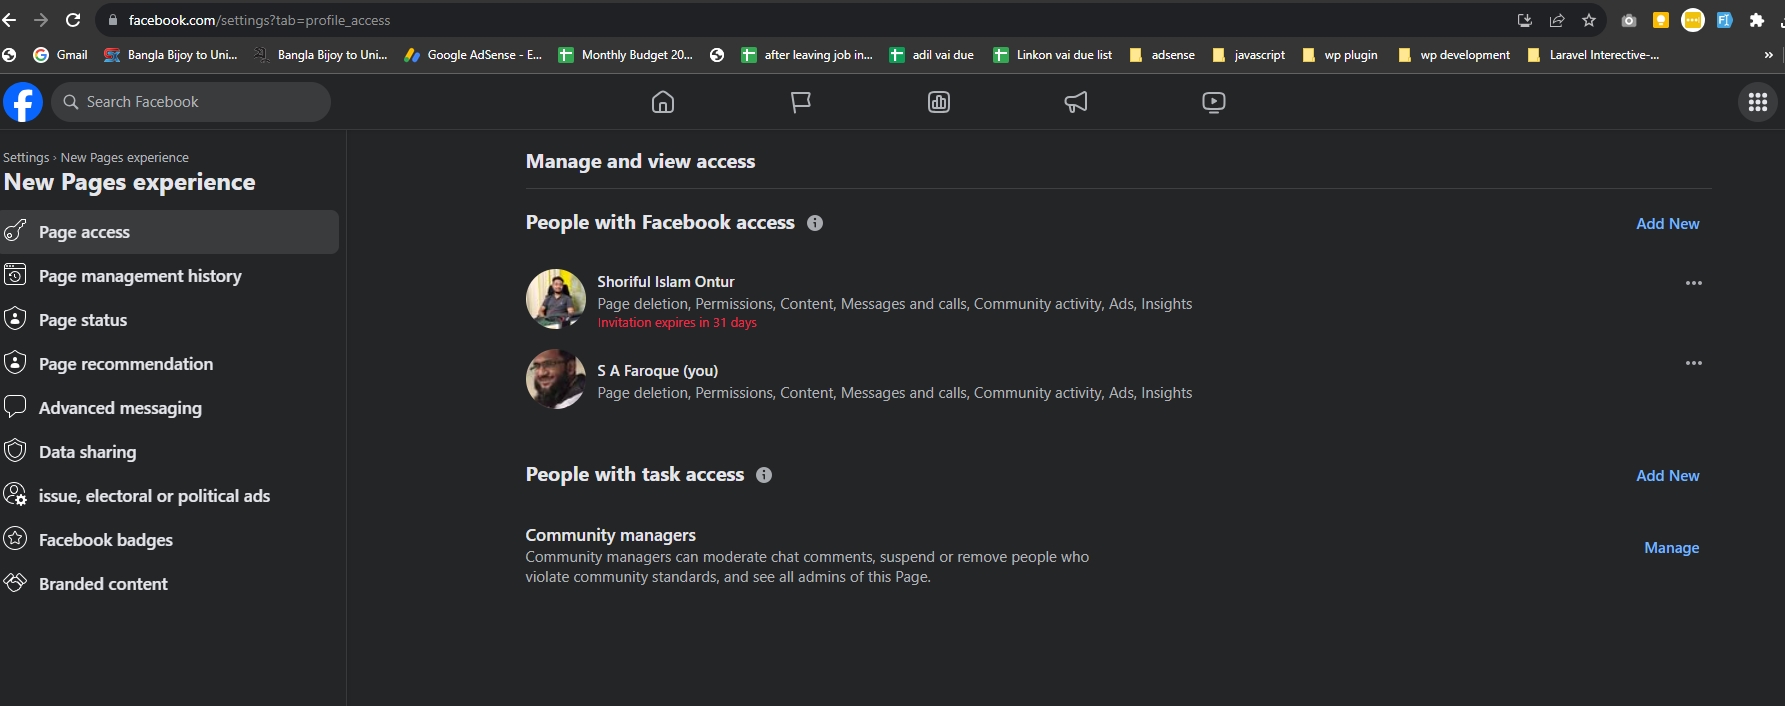 facebook.com/settings?tab=profile_access
Gmail
Bangla Bijoy to Uni...
Bangla Bijoy to Uni...
Google AdSense - E...
Monthly Budget 20...
after leaving job in...
adil vai due
Linkon vai due list
adsense
javascript
wp plugin
wp development
Laravel Interective-...
»
Search Facebook
Settings › New Pages experience
New Pages experience
Page access
Page management history
Page status
Page recommendation
Advanced messaging
Data sharing
issue, electoral or political ads
Facebook badges
Branded content
Manage and view access
People with Facebook access
Add New
Shoriful Islam Ontur
Page deletion, Permissions, Content, Messages and calls, Community activity, Ads, Insights
Invitation expires in 31 days
S A Faroque (you)
Page deletion, Permissions, Content, Messages and calls, Community activity, Ads, Insights
People with task access
Add New
Community managers
Community managers can moderate chat comments, suspend or remove people who
violate community standards, and see all admins of this Page.
Manage